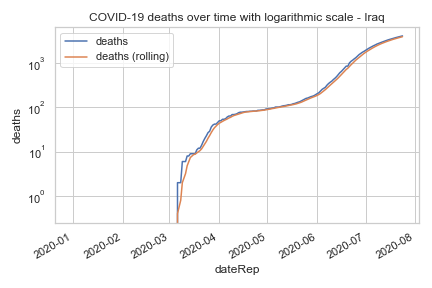 COVID-19 deaths over time with logarithmic scale - Iraq
deaths
deaths (rolling)
deaths
10³
10²
10¹
10⁰
2020-01
2020-02
2020-03
2020-04
2020-05
2020-06
2020-07
2020-08
dateRep